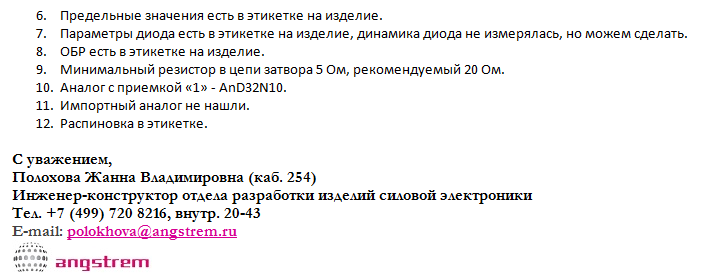 6. Предельные значения есть в этикетке на изделие.
7. Параметры диода есть в этикетке на изделие, динамика диода не измерялась, но можем сделать.
8. ОБР есть в этикетке на изделие.
9. Минимальный резистор в цепи затвора 5 Ом, рекомендуемый 20 Ом.
10. Аналог с приемкой «1» - AnD32N10.
11. Импортный аналог не нашли.
12. Распиновка в этикетке.
С уважением,
Полохова Жанна Владимировна (каб. 254)
Инженер-конструктор отдела разработки изделий силовой электроники
Тел. +7 (499) 720 8216, внутр. 20-43
E-mail: polokhova@angstrem.ru
angstrem